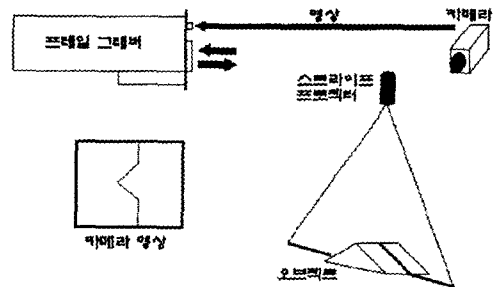 영상
카메라
프레임 그래버
스트라이프
프로젝터
카메라 영상
오브젝트